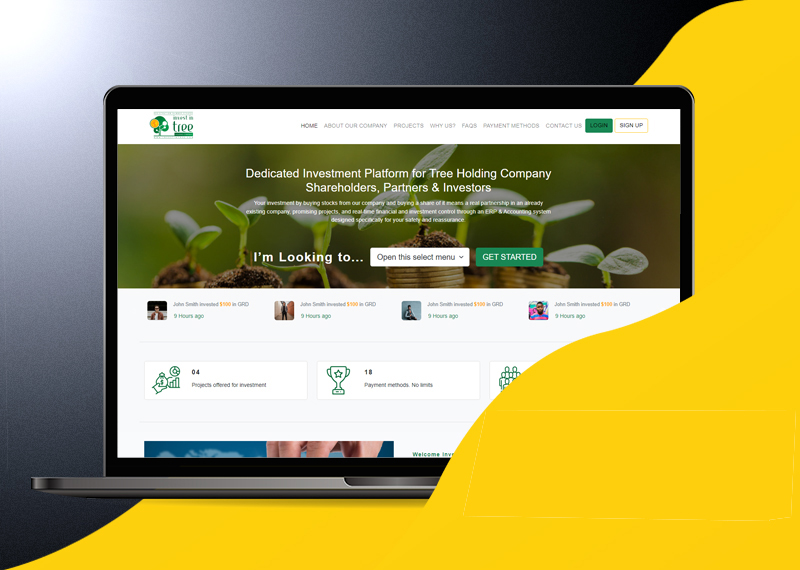 invest in
tree
HOME ABOUT OUR COMPANY PROJECTS WHY US? FAQS PAYMENT METHODS CONTACT US LOGIN SIGN UP
Dedicated Investment Platform for Tree Holding Company
Shareholders, Partners & Investors
Your investment by buying stocks from our company and buying a share of it means a real partnership in an already
existing company, promising projects, and real-time financial and investment control through an ERP & Accounting system
designed specifically for your safety and reassurance.
I'm Looking to... Open this select menu GET STARTED
John Smith invested $100 in GRD John Smith invested $100 in GRD John Smith invested $100 in GRD John Smith invested $100 in GRD
9 Hours ago 9 Hours ago 9 Hours ago 9 Hours ago
04 18
Projects offered for investment Payment methods. No limits
Welcome Inve